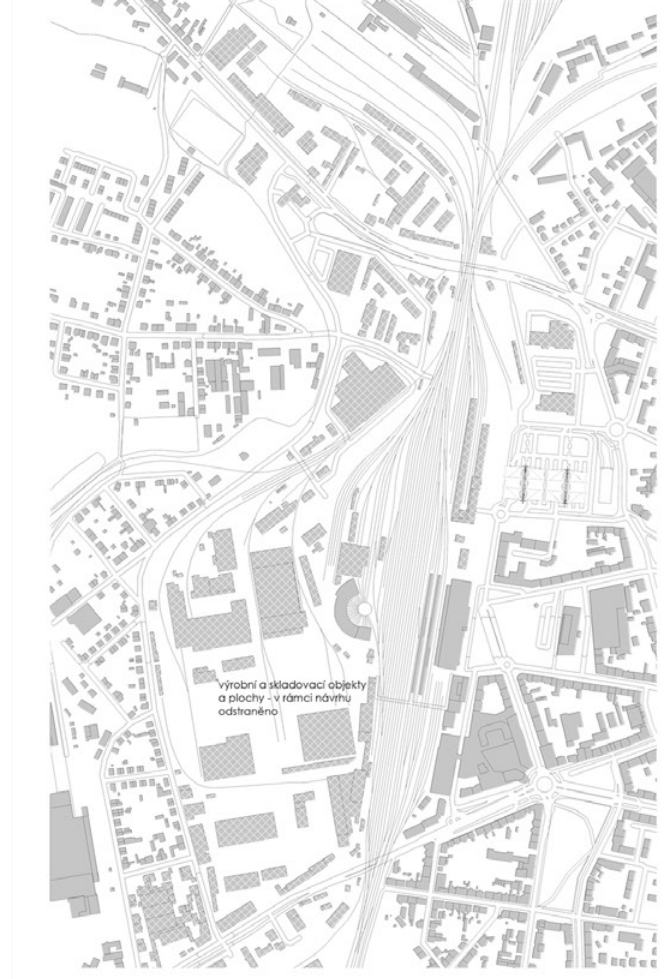 výrobní a skladovací objekty
a plochy - v rámci návrhu
odstraněno